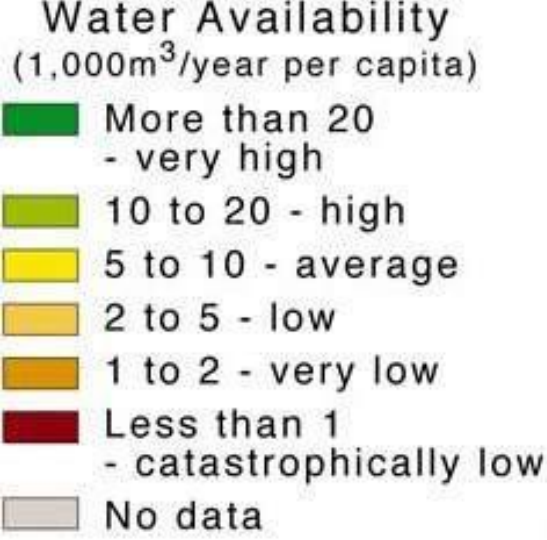 Water Availability
(1,000m³/year per capita)
More than 20
- very high
10 to 20 - high
5 to 10 - average
2 to 5 - low
1 to 2 - very low
Less than 1
- catastrophically low
No data